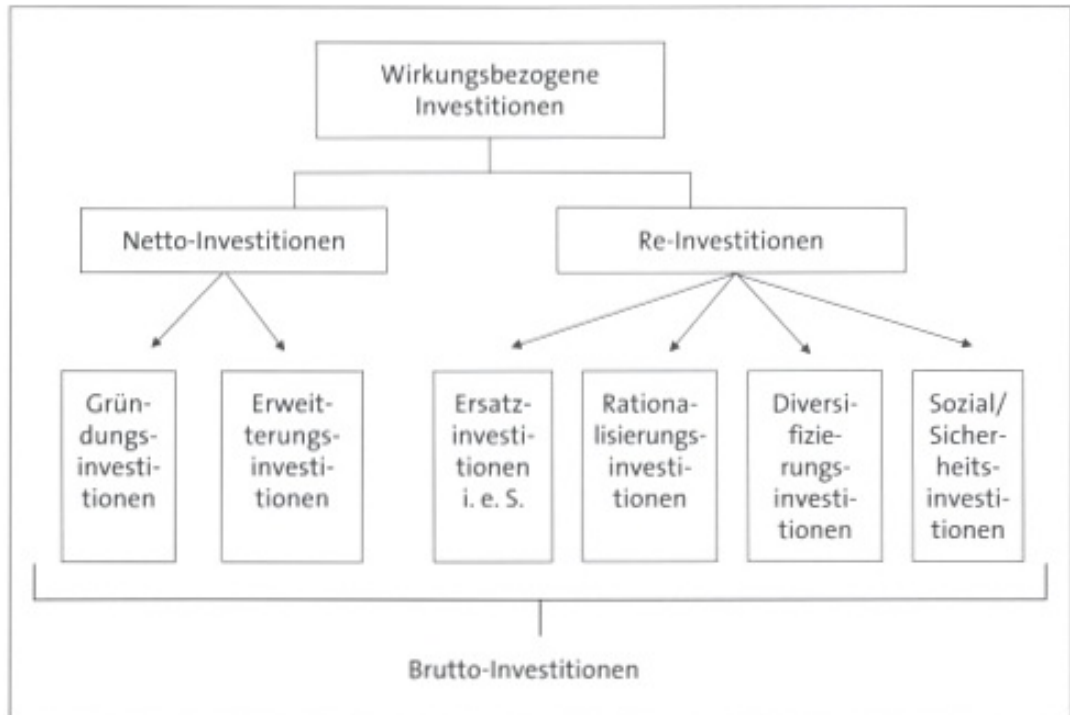 Wirkungsbezogene
Investitionen
Netto-Investitionen
Re-Investitionen
Grün-
dungs-
investi-
tionen
Erweit-
terungs-
investi-
tionen
Ersatz-
investi-
tionen
i. e. S.
Rationa-
lisierungs-
investi-
tionen
Diversi-
fizie-
rungs-
investi-
tionen
Sozial/
Sicher-
heits-
investi-
tionen
Brutto-Investitionen